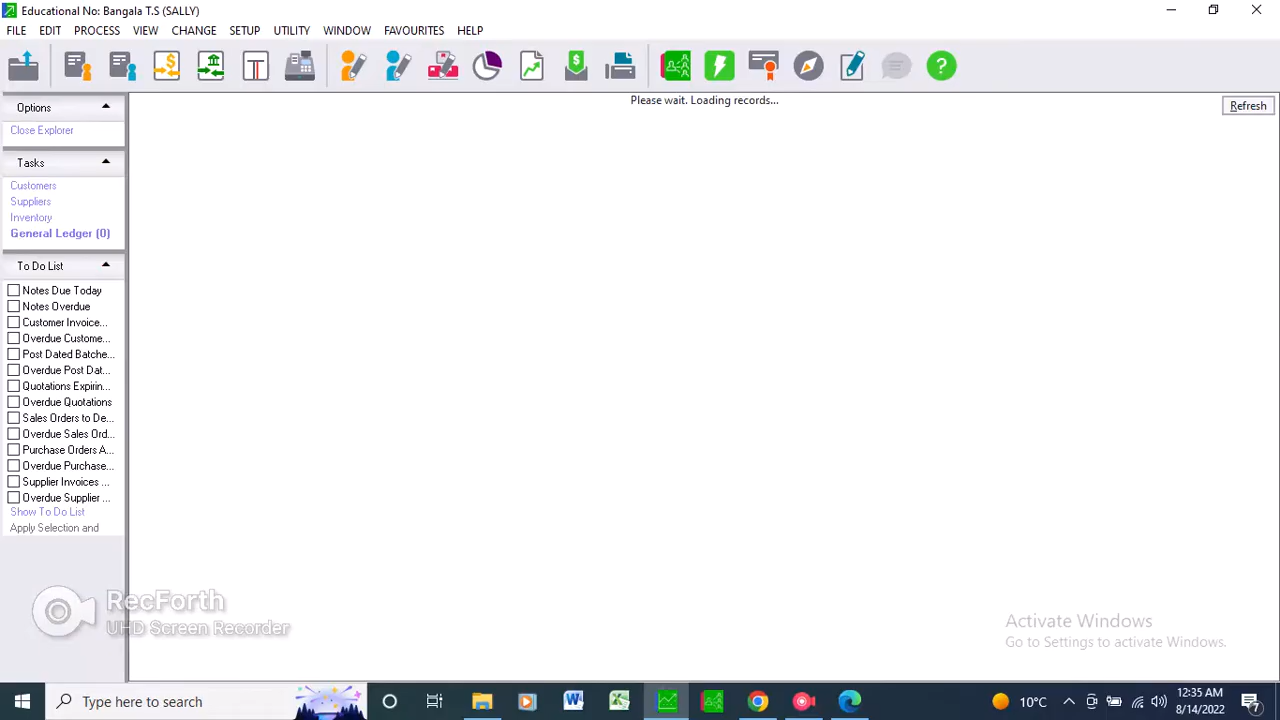 Educational No: Bangala T.S (SALLY)
FILE EDIT PROCESS VIEW CHANGE SETUP UTILITY WINDOW FAVOURITES HELP
Please wait. Loading records...
Refresh
Options
Close Explorer
Tasks
Customers
Suppliers
Inventory
General Ledger (0)
To Do List
Notes Due Today
Notes Overdue
Customer Invoice...
Overdue Custome...
Post Dated Batche...
Overdue Post Dat...
Quotations Expirin...
Overdue Quotations
Sales Orders to De...
Overdue Sales Ord...
Purchase Orders A...
Overdue Purchase...
Supplier Invoices ...
Overdue Supplier ...
Show To Do List
Apply Selection and
RecForth
UHD Screen Recorder
Activate Windows
Go to Settings to activate Windows.
Type here to search
10°C
12:35 AM
8/14/2022
7